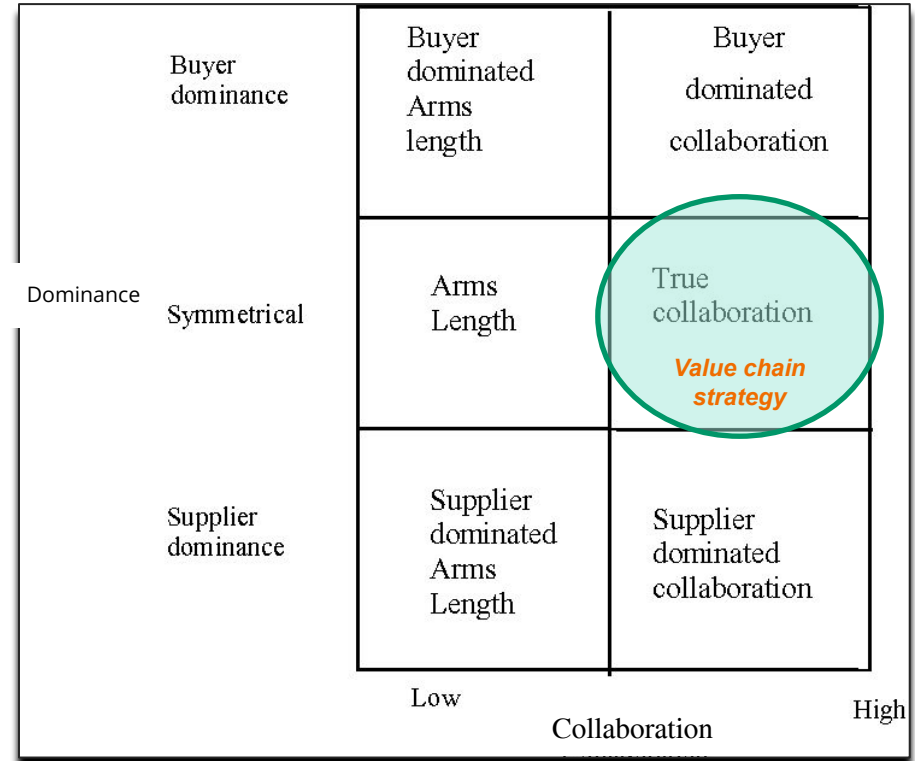 Buyer
dominance
Buyer
dominated
Arms
length
Buyer
dominated
collaboration
Dominance
Symmetrical
Arms
Length
True
collaboration
Value chain
strategy
Supplier
dominance
Supplier
dominated
Arms
Length
Supplier
dominated
collaboration
Low
High
Collaboration